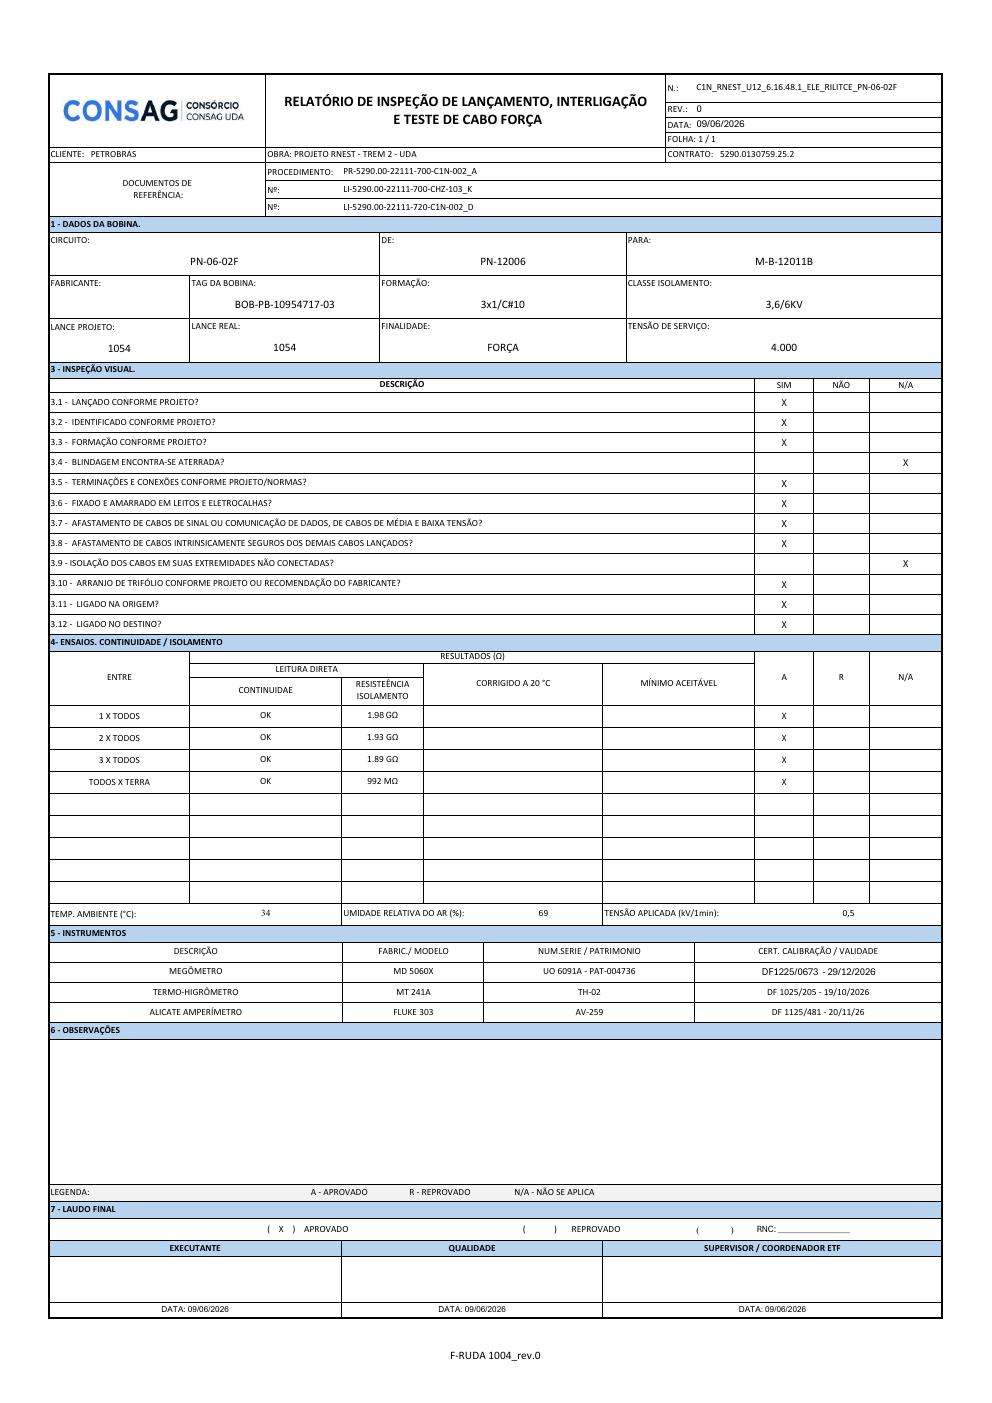 CONSAG CONSÓRCIO
CONSAG UDA
RELATÓRIO DE INSPEÇÃO DE LANÇAMENTO, INTERLIGAÇÃO
E TESTE DE CABO FORÇA
N.: C1N_RNEST_U12_6.16.48.1_ELE_RILITCE_PN-06-02F
REV.: 0
DATA: 09/06/2026
FOLHA: 1 / 1
CLIENTE: PETROBRAS OBRA: PROJETO RNEST - TREM 2 - UDA CONTRATO: 5290.0130759.25.2
DOCUMENTOS DE
REFERÊNCIA:
PROCEDIMENTO: PR-5290.00-22111-700-C1N-002_A
Nº: LI-5290.00-22111-700-CHZ-103_K
Nº: LI-5290.00-22111-720-C1N-002_D
1 - DADOS DA BOBINA.
CIRCUITO: DE: PARA:
PN-06-02F PN-12006 M-B-12011B
FABRICANTE: TAG DA BOBINA: FORMAÇÃO: CLASSE ISOLAMENTO:
BOB-PB-10954717-03 3x1/C#10 3,6/6KV
LANCE PROJETO: LANCE REAL: FINALIDADE: TENSÃO DE SERVIÇO:
1054 1054 FORÇA 4.000
3 - INSPEÇÃO VISUAL.
DESCRIÇÃO SIM NÃO N/A
3.1 - LANÇADO CONFORME PROJETO? X
3.2 - IDENTIFICADO CONFORME PROJETO? X
3.3 - FORMAÇÃO CONFORME PROJETO? X
3.4 - BLINDAGEM ENCONTRA-SE ATERRADA? X
3.5 - TERMINAÇÕES E CONEXÕES CONFORME PROJETO/NORMAS? X
3.6 - FIXADO E AMARRADO EM LEITOS E ELETROCALHAS? X
3.7 - AFASTAMENTO DE CABOS DE SINAL OU COMUNICAÇÃO DE DADOS, DE CABOS DE MÉDIA E BAIXA TENSÃO? X
3.8 - AFASTAMENTO DE CABOS INTRINSICAMENTE SEGUROS DOS DEMAIS CABOS LANÇADOS? X
3.9 - ISOLAÇÃO DOS CABOS EM SUAS EXTREMIDADES NÃO CONECTADAS? X
3.10 - ARRANJO DE TRIFÓLIO CONFORME PROJETO OU RECOMENDAÇÃO DO FABRICANTE? X
3.11 - LIGADO NA ORIGEM? X
3.12 - LIGADO NO DESTINO? X
4- ENSAIOS. CONTINUIDADE / ISOLAMENTO
ENTRE RESULTADOS (Ω) A R N/A
LEITURA DIRETA CORRIGIDO A 20 °C MÍNIMO ACEITÁVEL
CONTINUIDAE RESISTEÊNCIA
ISOLAMENTO
1 X TODOS OK 1.98 GΩ X
2 X TODOS OK 1.93 GΩ X
3 X TODOS OK 1.89 GΩ X
TODOS X TERRA OK 992 MΩ X
TEMP. AMBIENTE (°C): 34 UMIDADE RELATIVA DO AR (%): 69 TENSÃO APLICADA (kV/1min): 0,5
5 - INSTRUMENTOS
DESCRIÇÃO FABRIC./ MODELO NUM.SERIE / PATRIMONIO CERT. CALIBRAÇÃO / VALIDADE
MEGÔMETRO MD 5060X UO 6091A - PAT-004736 DF1225/0673 - 29/12/2026
TERMO-HIGRÔMETRO MT 241A TH-02 DF 1025/205 - 19/10/2026
ALICATE AMPERÍMETRO FLUKE 303 AV-259 DF 1125/481 - 20/11/26
6 - OBSERVAÇÕES
LEGENDA: A - APROVADO R - REPROVADO N/A - NÃO SE APLICA
7 - LAUDO FINAL
( X ) APROVADO ( ) REPROVADO ( ) RNC: _______________
EXECUTANTE QUALIDADE SUPERVISOR / COORDENADOR ETF
DATA: 09/06/2026 DATA: 09/06/2026 DATA: 09/06/2026
F-RUDA 1004_rev.0